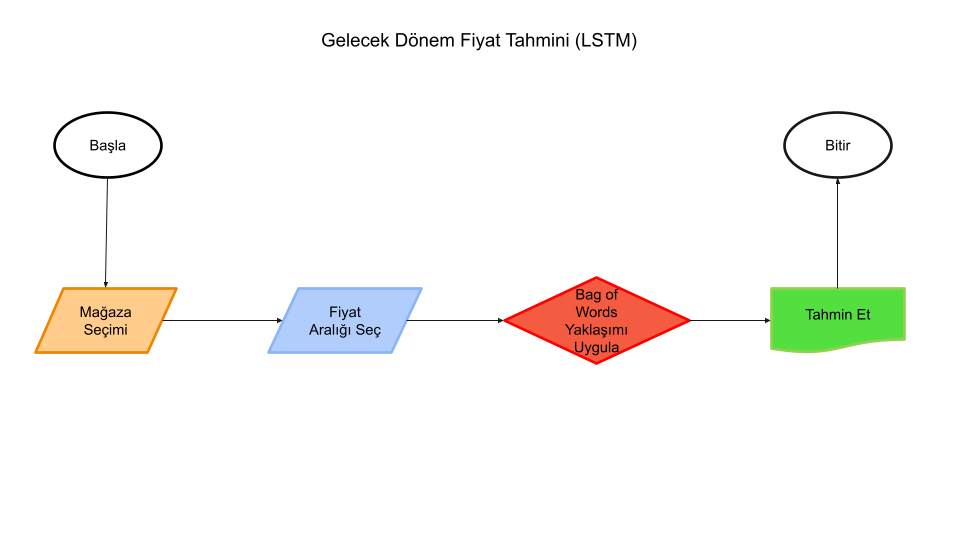 Gelecek Dönem Fiyat Tahmini (LSTM)
Başla
Bitir
Mağaza
Seçimi
Fiyat
Aralığı Seç
Bag of
Words
Yaklaşımı
Uygula
Tahmin Et